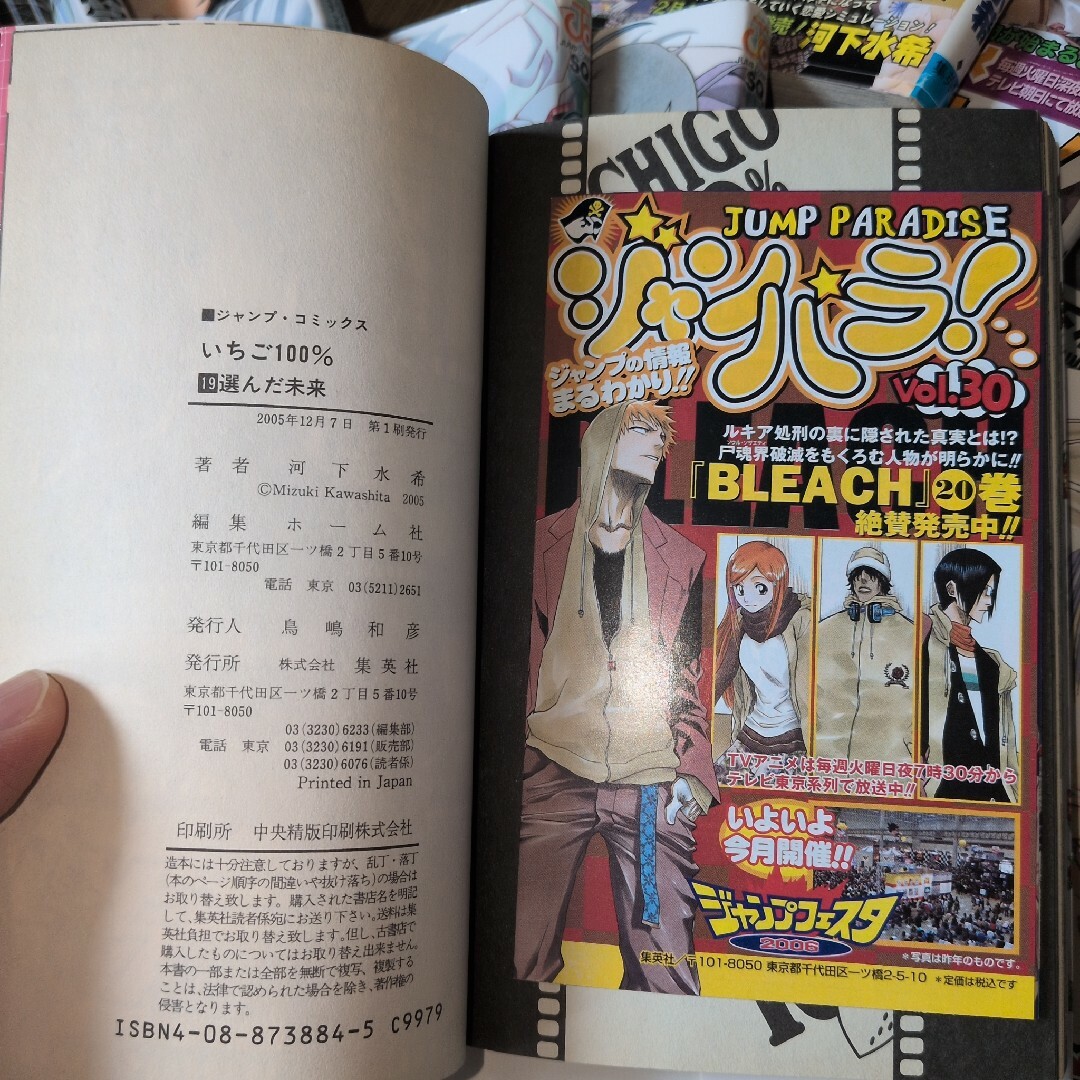 ■ジャンプ・コミックス
いちご100%
19選んだ未来
2005年12月7日 第1刷発行
著者 河下水希
©Mizuki Kawashita 2005
編集 ホーム社
東京都千代田区一ツ橋2丁目5番10号
〒101-8050
電話 東京 03(5211)2651
発行人 鳥嶋和彦
発行所 株式会社 集英社
東京都千代田区一ツ橋2丁目5番10号
〒101-8050
03(3230)6233(編集部)
電話 東京 03(3230)6191(販売部)
03(3230)6076(読者係)
Printed in Japan
印刷所 中央精版印刷株式会社
造本には十分注意しておりますが、乱丁・落丁
(本のページ順序の間違いや抜け落ち)の場合は
お取り替え致します。購入された書店名を明記
して、集英社読者係宛にお送り下さい。送料は集
英社負担でお取り替え致します。但し、古書店で
購入したものについてはお取り替え出来ません。
本書の一部または全部を無断で複写、複製する
ことは、法律で認められた場合を除き、著作権の
侵害となります。
ISBN4-08-873884-5 C9979
河下水希
毎週火曜日深夜
テレビ朝日にて放
CHIGO
JUMP PARADISE
ジャンパラ!
ジャンプの情報
まるわかり!!
vol.30
ルキア処刑の裏に隠された真実とは!?
尸魂界破滅をもくろむ人物が明らかに!!
『BLEACH』20巻
絶賛発売中!!
TVアニメは毎週火曜日夜7時30分から
テレビ東京系列で放送中!!
いよいよ
今月開催!!
ジャンプフェスタ
2006
*写真は昨年のものです。
集英社/〒101-8050 東京都千代田区一ツ橋2-5-10 *定価は税込です